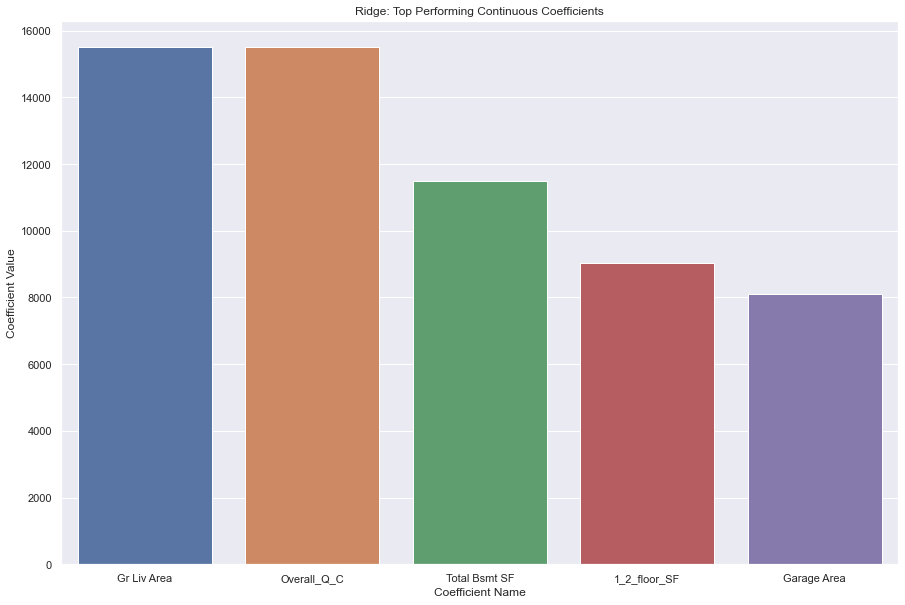 Ridge: Top Performing Continuous Coefficients
16000
14000
12000
10000
8000
6000
4000
2000
0
Coefficient Value
Gr Liv Area
Overall_Q_C
Total Bsmt SF
1_2_floor_SF
Garage Area
Coefficient Name